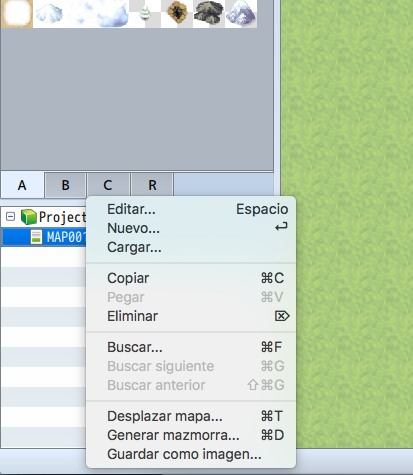 A B C R
Project
MAP001
Editar... Espacio
Nuevo... ↩
Cargar...
Copiar ⌘C
Pegar ⌘V
Eliminar ⌦
Buscar... ⌘F
Buscar siguiente ⌘G
Buscar anterior ⇧⌘G
Desplazar mapa... ⌘T
Generar mazmorra... ⌘D
Guardar como imagen...